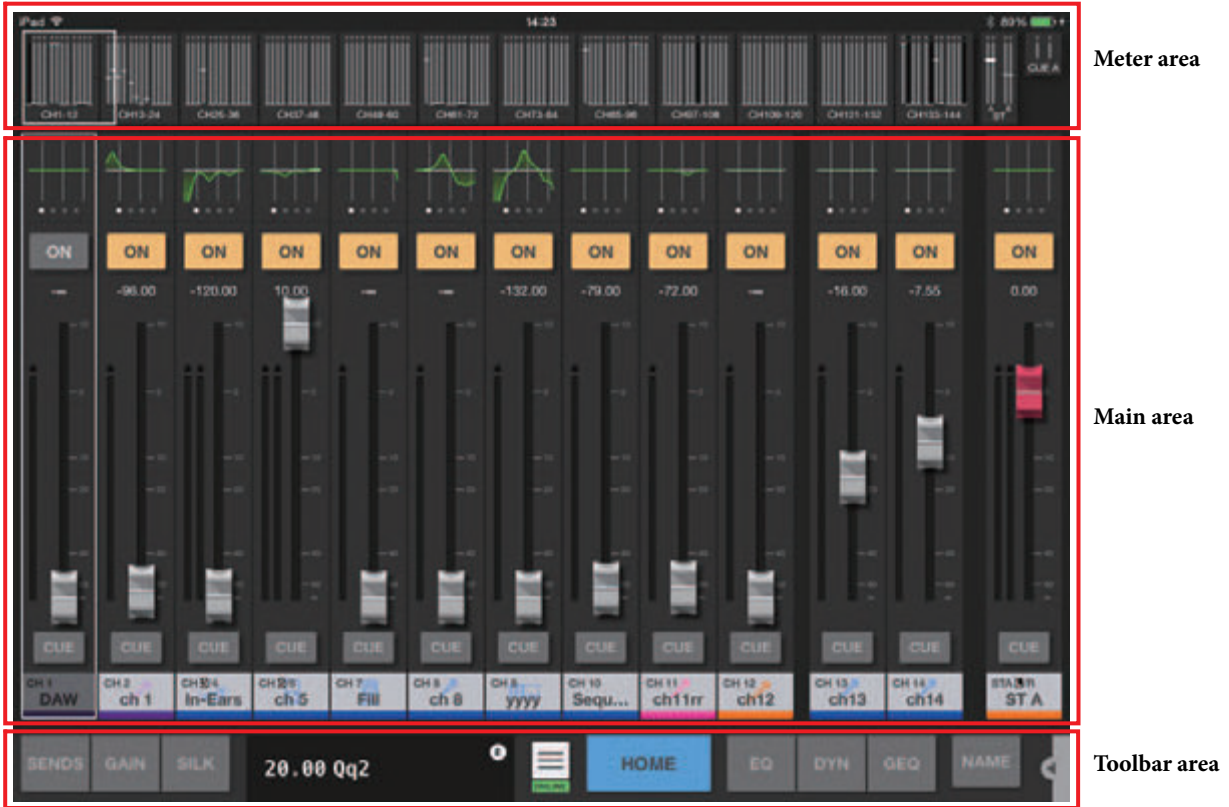 iPad 14:23 89%
CUE A
CH1-12 CH13-24 CH25-36 CH37-48 CH49-60 CH61-72 CH73-84 CH85-96 CH97-108 CH109-120 CH121-132 CH133-144 ST
Meter area
ON ON ON ON ON ON ON ON ON ON ON ON ON
-∞ -96.00 -120.00 10.00 -∞ -∞ -132.00 -79.00 -72.00 -∞ -16.00 -7.55 0.00
Main area
CUE CUE CUE CUE CUE CUE CUE CUE CUE CUE CUE CUE CUE
CH 1 CH 2 CH 7 CH 10 CH 11 CH 12 CH 13 CH 14
DAW ch 1 In-Ears ch 5 Fill ch 8 yyyy Sequ... ch11rr ch12 ch13 ch14 ST A
SENDS GAIN SILK 20.00 Qq2 ONLINE HOME EQ DYN GEQ NAME
Toolbar area